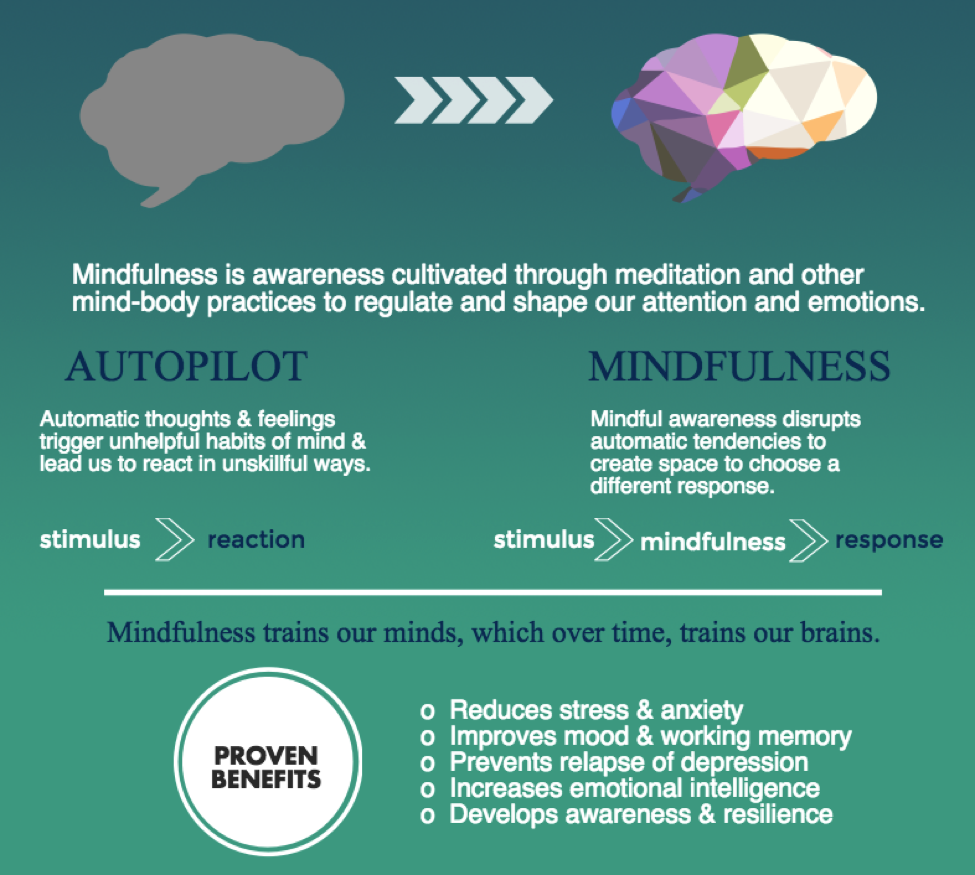 Mindfulness is awareness cultivated through meditation and other
mind-body practices to regulate and shape our attention and emotions.
AUTOPILOT
Automatic thoughts & feelings
trigger unhelpful habits of mind &
lead us to react in unskillful ways.
stimulus reaction
MINDFULNESS
Mindful awareness disrupts
automatic tendencies to
create space to choose a
different response.
stimulus mindfulness response
Mindfulness trains our minds, which over time, trains our brains.
PROVEN
BENEFITS
o Reduces stress & anxiety
o Improves mood & working memory
o Prevents relapse of depression
o Increases emotional intelligence
o Develops awareness & resilience